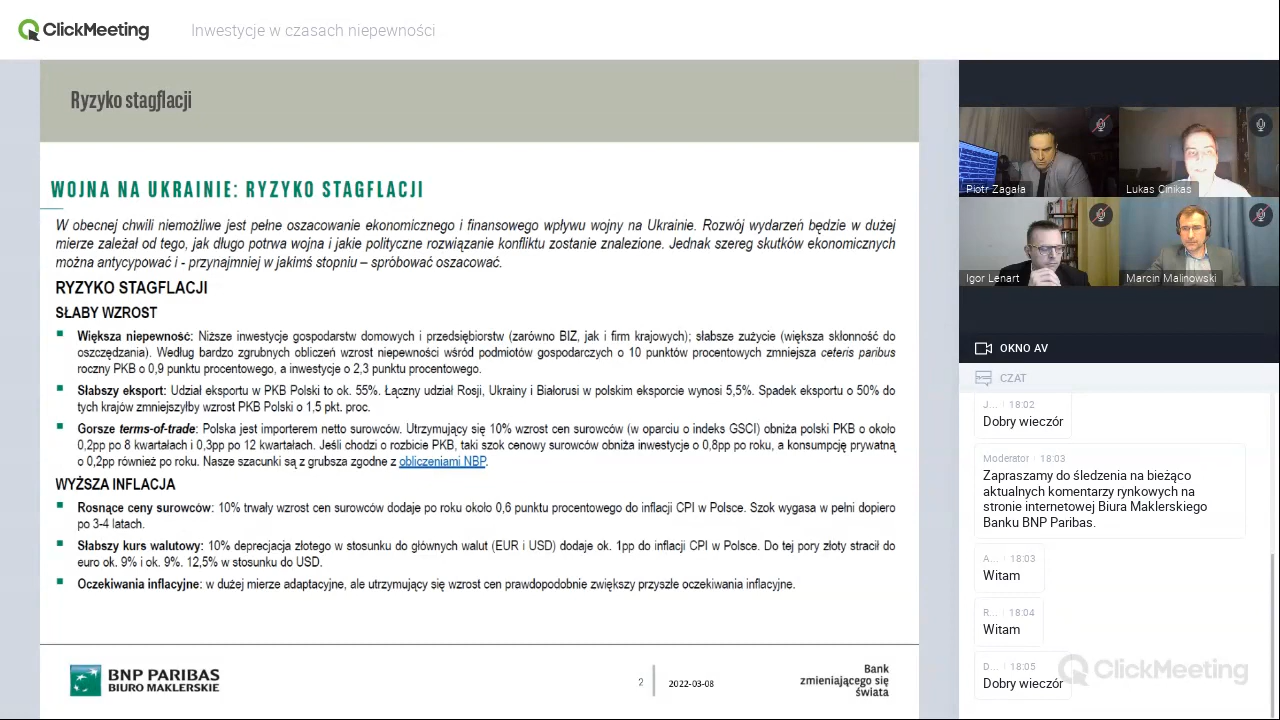 ClickMeeting
Inwestycje w czasach niepewności
Ryzyko stagflacji
WOJNA NA UKRAINIE: RYZYKO STAGFLACJI
W obecnej chwili niemożliwe jest pełne oszacowanie ekonomicznego i finansowego wpływu wojny na Ukrainie. Rozwój wydarzeń będzie w dużej
mierze zależał od tego, jak długo potrwa wojna i jakie polityczne rozwiązanie konfliktu zostanie znalezione. Jednak szereg skutków ekonomicznych
można antycypować i - przynajmniej w jakimś stopniu – spróbować oszacować.
RYZYKO STAGFLACJI
SŁABY WZROST
Większa niepewność: Niższe inwestycje gospodarstw domowych i przedsiębiorstw (zarówno BIZ, jak i firm krajowych); słabsze zużycie (większa skłonność do
oszczędzania). Według bardzo zgrubnych obliczeń wzrost niepewności wśród podmiotów gospodarczych o 10 punktów procentowych zmniejsza ceteris paribus
roczny PKB o 0,9 punktu procentowego, a inwestycje o 2,3 punktu procentowego.
Słabszy eksport: Udział eksportu w PKB Polski to ok. 55%. Łączny udział Rosji, Ukrainy i Białorusi w polskim eksporcie wynosi 5,5%. Spadek eksportu o 50% do
tych krajów zmniejszyłby wzrost PKB Polski o 1,5 pkt. proc.
Gorsze terms-of-trade: Polska jest importerem netto surowców. Utrzymujący się 10% wzrost cen surowców (w oparciu o indeks GSCI) obniża polski PKB o około
0,2pp po 8 kwartałach i 0,3pp po 12 kwartałach. Jeśli chodzi o rozbicie PKB, taki szok cenowy surowców obniża inwestycje o 0,8pp po roku, a konsumpcję prywatną
o 0,2pp również po roku. Nasze szacunki są z grubsza zgodne z obliczeniami NBP.
WYŻSZA INFLACJA
Rosnące ceny surowców: 10% trwały wzrost cen surowców dodaje po roku około 0,6 punktu procentowego do inflacji CPI w Polsce. Szok wygasa w pełni dopiero
po 3-4 latach.
Słabszy kurs walutowy: 10% deprecjacja złotego w stosunku do głównych walut (EUR i USD) dodaje ok. 1pp do inflacji CPI w Polsce. Do tej pory złoty stracił do
euro ok. 9% i ok. 9%. 12,5% w stosunku do USD.
Oczekiwania inflacyjne: w dużej mierze adaptacyjne, ale utrzymujący się wzrost cen prawdopodobnie zwiększy przyszłe oczekiwania inflacyjne.
BNP PARIBAS
BIURO MAKLERSKIE
2
2022-03-08
Bank
zmieniającego się
świata
Piotr Zagała
Lukas Cinikas
Igor Lenart
Marcin Malinowski
OKNO AV
CZAT
J... 18:02
Dobry wieczór
Moderator 18:03
Zapraszamy do śledzenia na bieżąco
aktualnych komentarzy rynkowych na
stronie internetowej Biura Maklerskiego
Banku BNP Paribas.
A... 18:03
Witam
R... 18:04
Witam
D... 18:05
Dobry wieczór
ClickMeeting